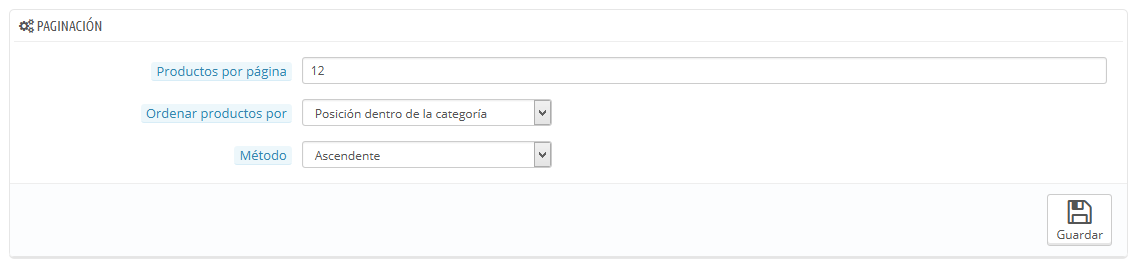 PAGINACIÓN
Productos por página 12
Ordenar productos por Posición dentro de la categoría
Método Ascendente
Guardar